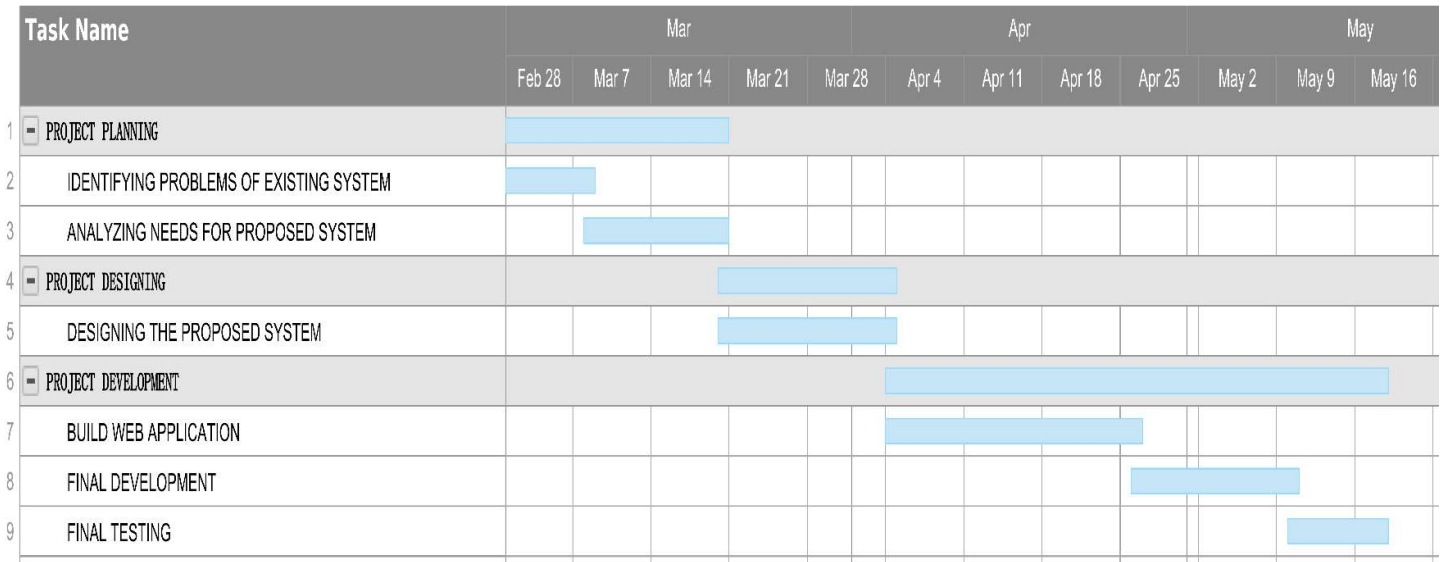 Task Name
Mar Apr May
Feb 28 Mar 7 Mar 14 Mar 21 Mar 28 Apr 4 Apr 11 Apr 18 Apr 25 May 2 May 9 May 16
1 PROJECT PLANNING
2 IDENTIFYING PROBLEMS OF EXISTING SYSTEM
3 ANALYZING NEEDS FOR PROPOSED SYSTEM
4 PROJECT DESIGNING
5 DESIGNING THE PROPOSED SYSTEM
6 PROJECT DEVELOPMENT
7 BUILD WEB APPLICATION
8 FINAL DEVELOPMENT
9 FINAL TESTING